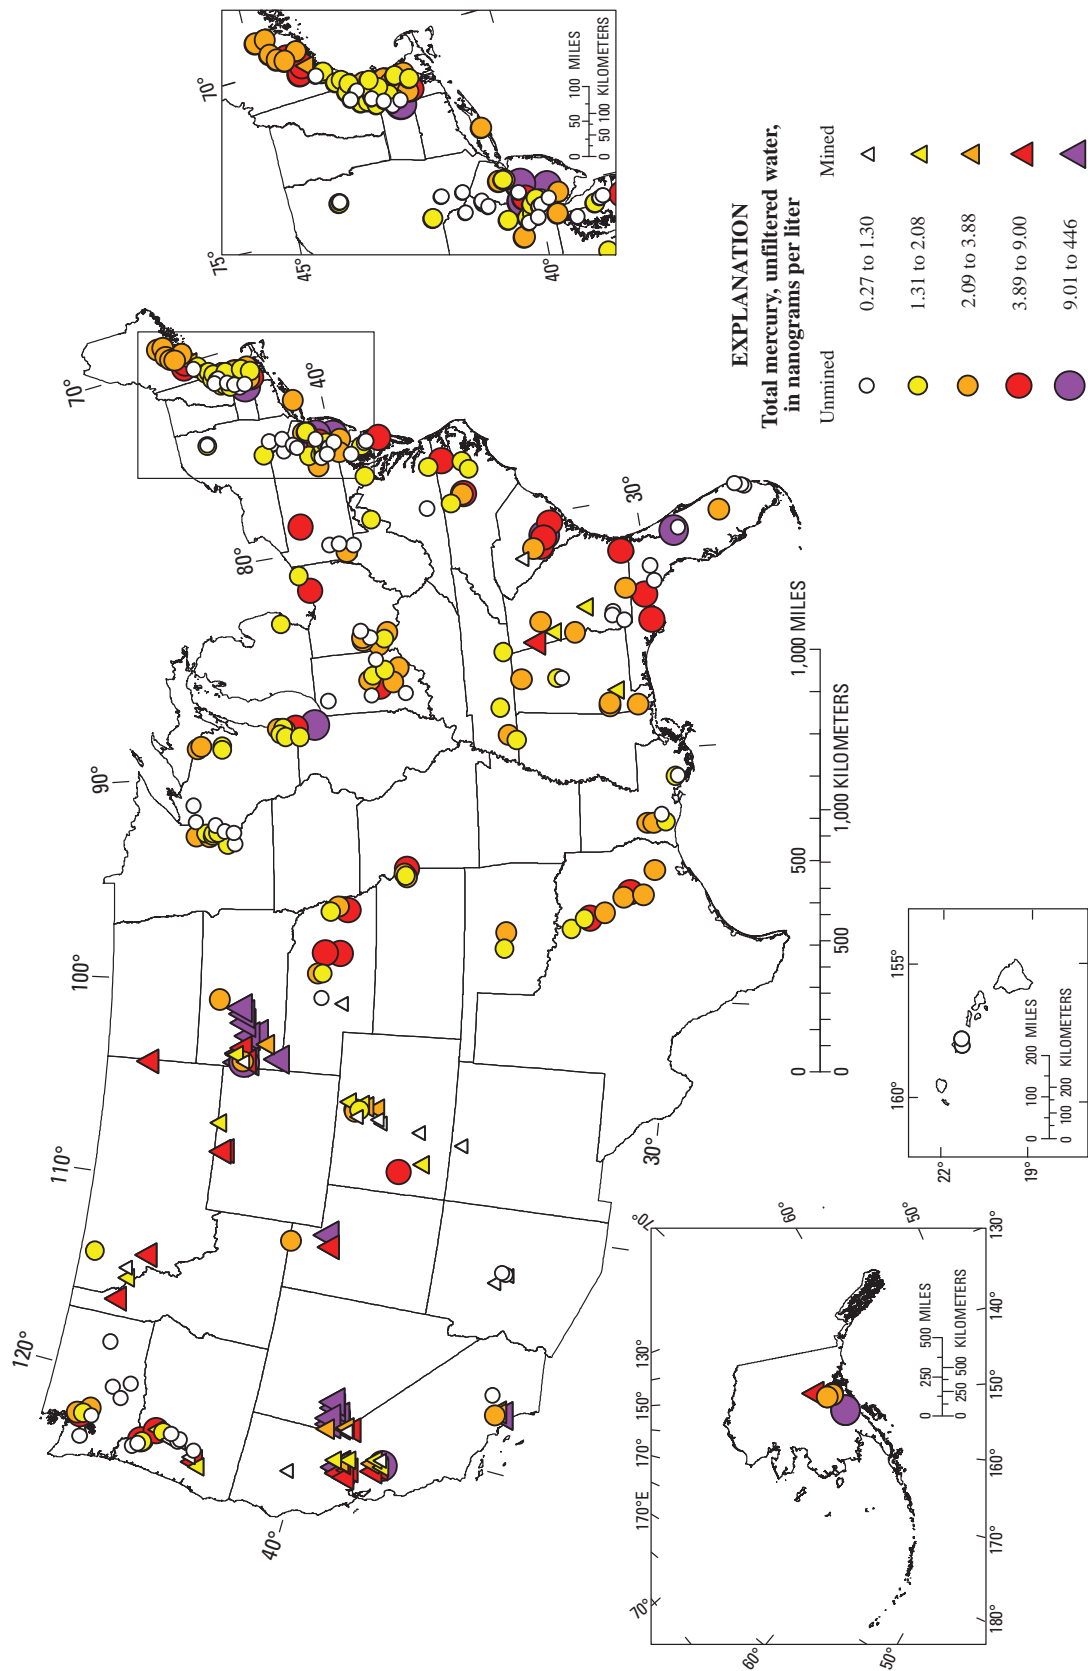 EXPLANATION
Total mercury, unfiltered water,
in nanograms per liter
Unmined
Mined
0.27 to 1.30
1.31 to 2.08
2.09 to 3.88
3.89 to 9.00
9.01 to 446
120°
110°
100°
90°
80°
70°
40°
40°
30°
30°
0 500 1,000 MILES
0 500 1,000 KILOMETERS
75°
70°
45°
40°
0 50 100 MILES
0 50 100 KILOMETERS
170°E
170°
150°
130°
70°
70°
60°
60°
50°
50°
180°
170°
160°
150°
140°
130°
0 250 500 MILES
0 250 500 KILOMETERS
160°
155°
22°
19°
0 100 200 MILES
0 100 200 KILOMETERS